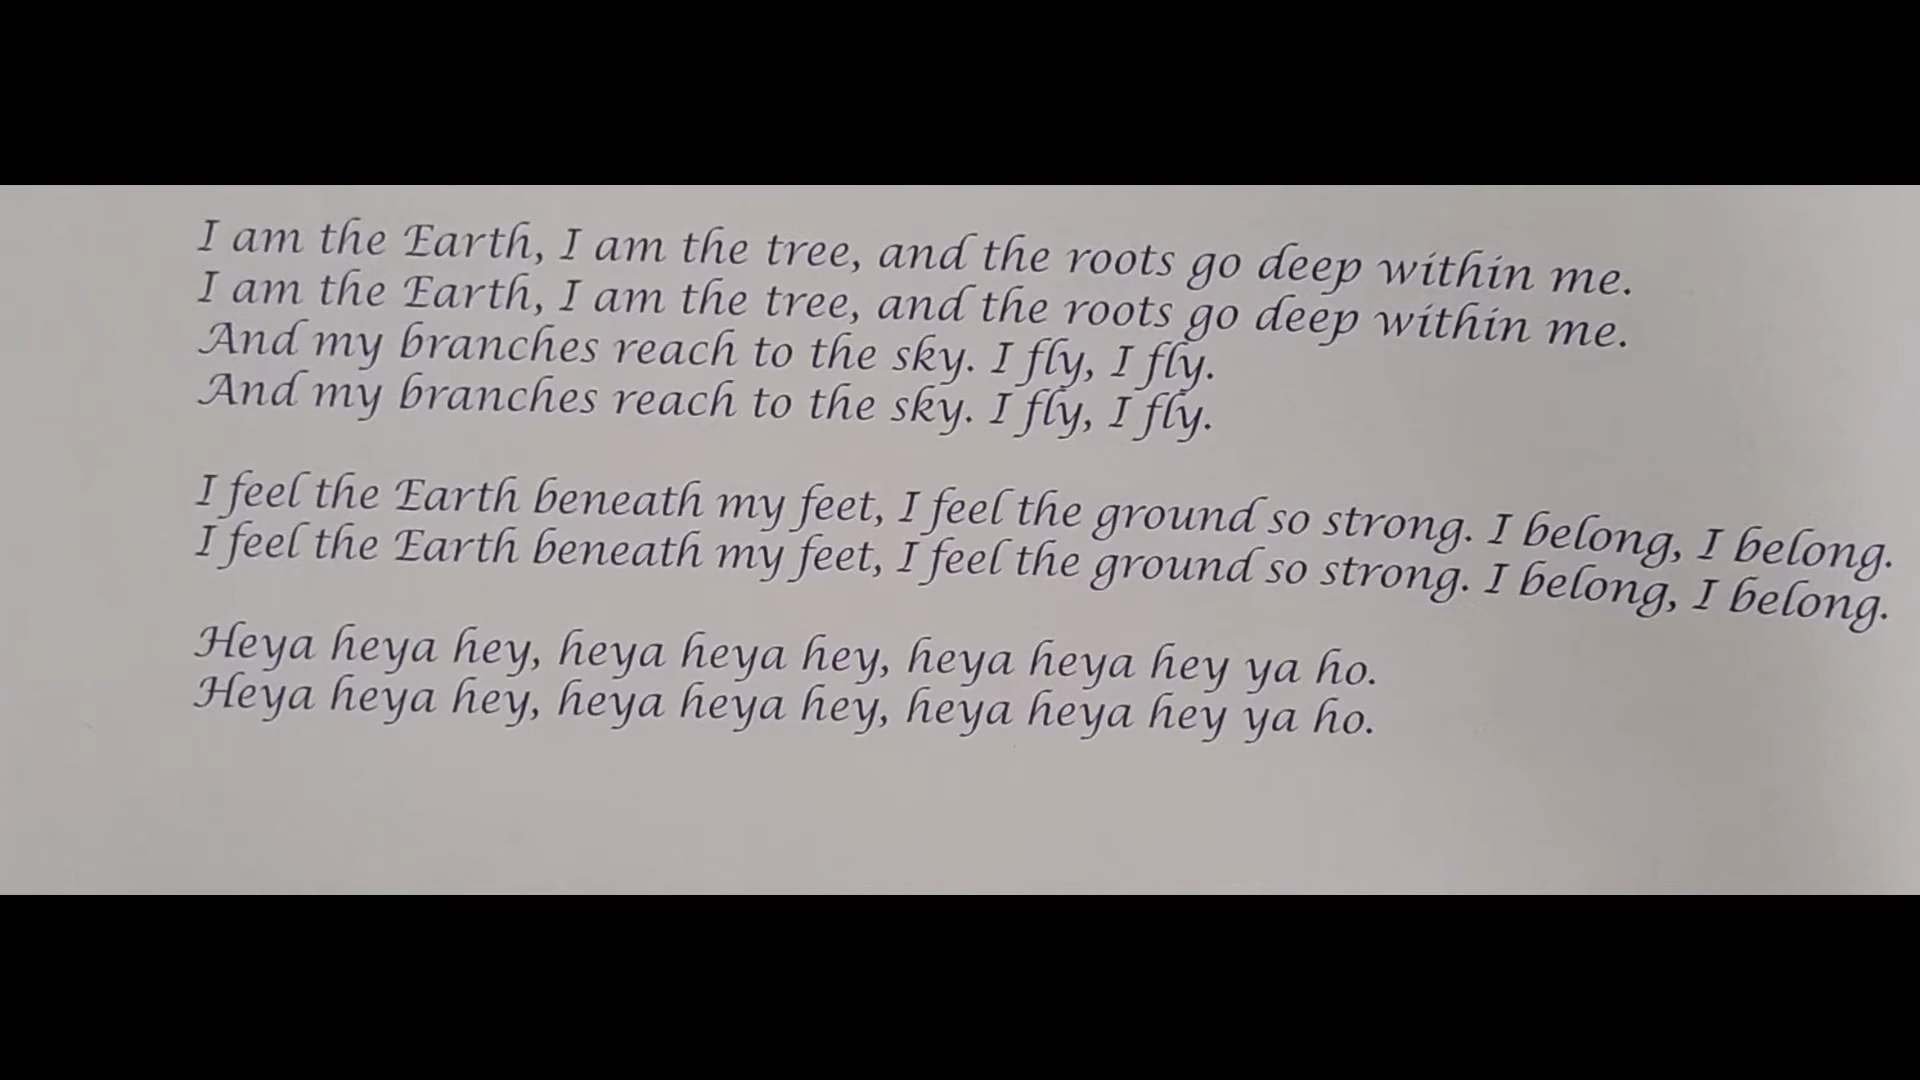 I am the Earth, I am the tree, and the roots go deep within me.
I am the Earth, I am the tree, and the roots go deep within me.
And my branches reach to the sky. I fly, I fly.
And my branches reach to the sky. I fly, I fly.
I feel the Earth beneath my feet, I feel the ground so strong. I belong, I belong.
I feel the Earth beneath my feet, I feel the ground so strong. I belong, I belong.
Heya heya hey, heya heya hey, heya heya hey ya ho.
Heya heya hey, heya heya hey, heya heya hey ya ho.